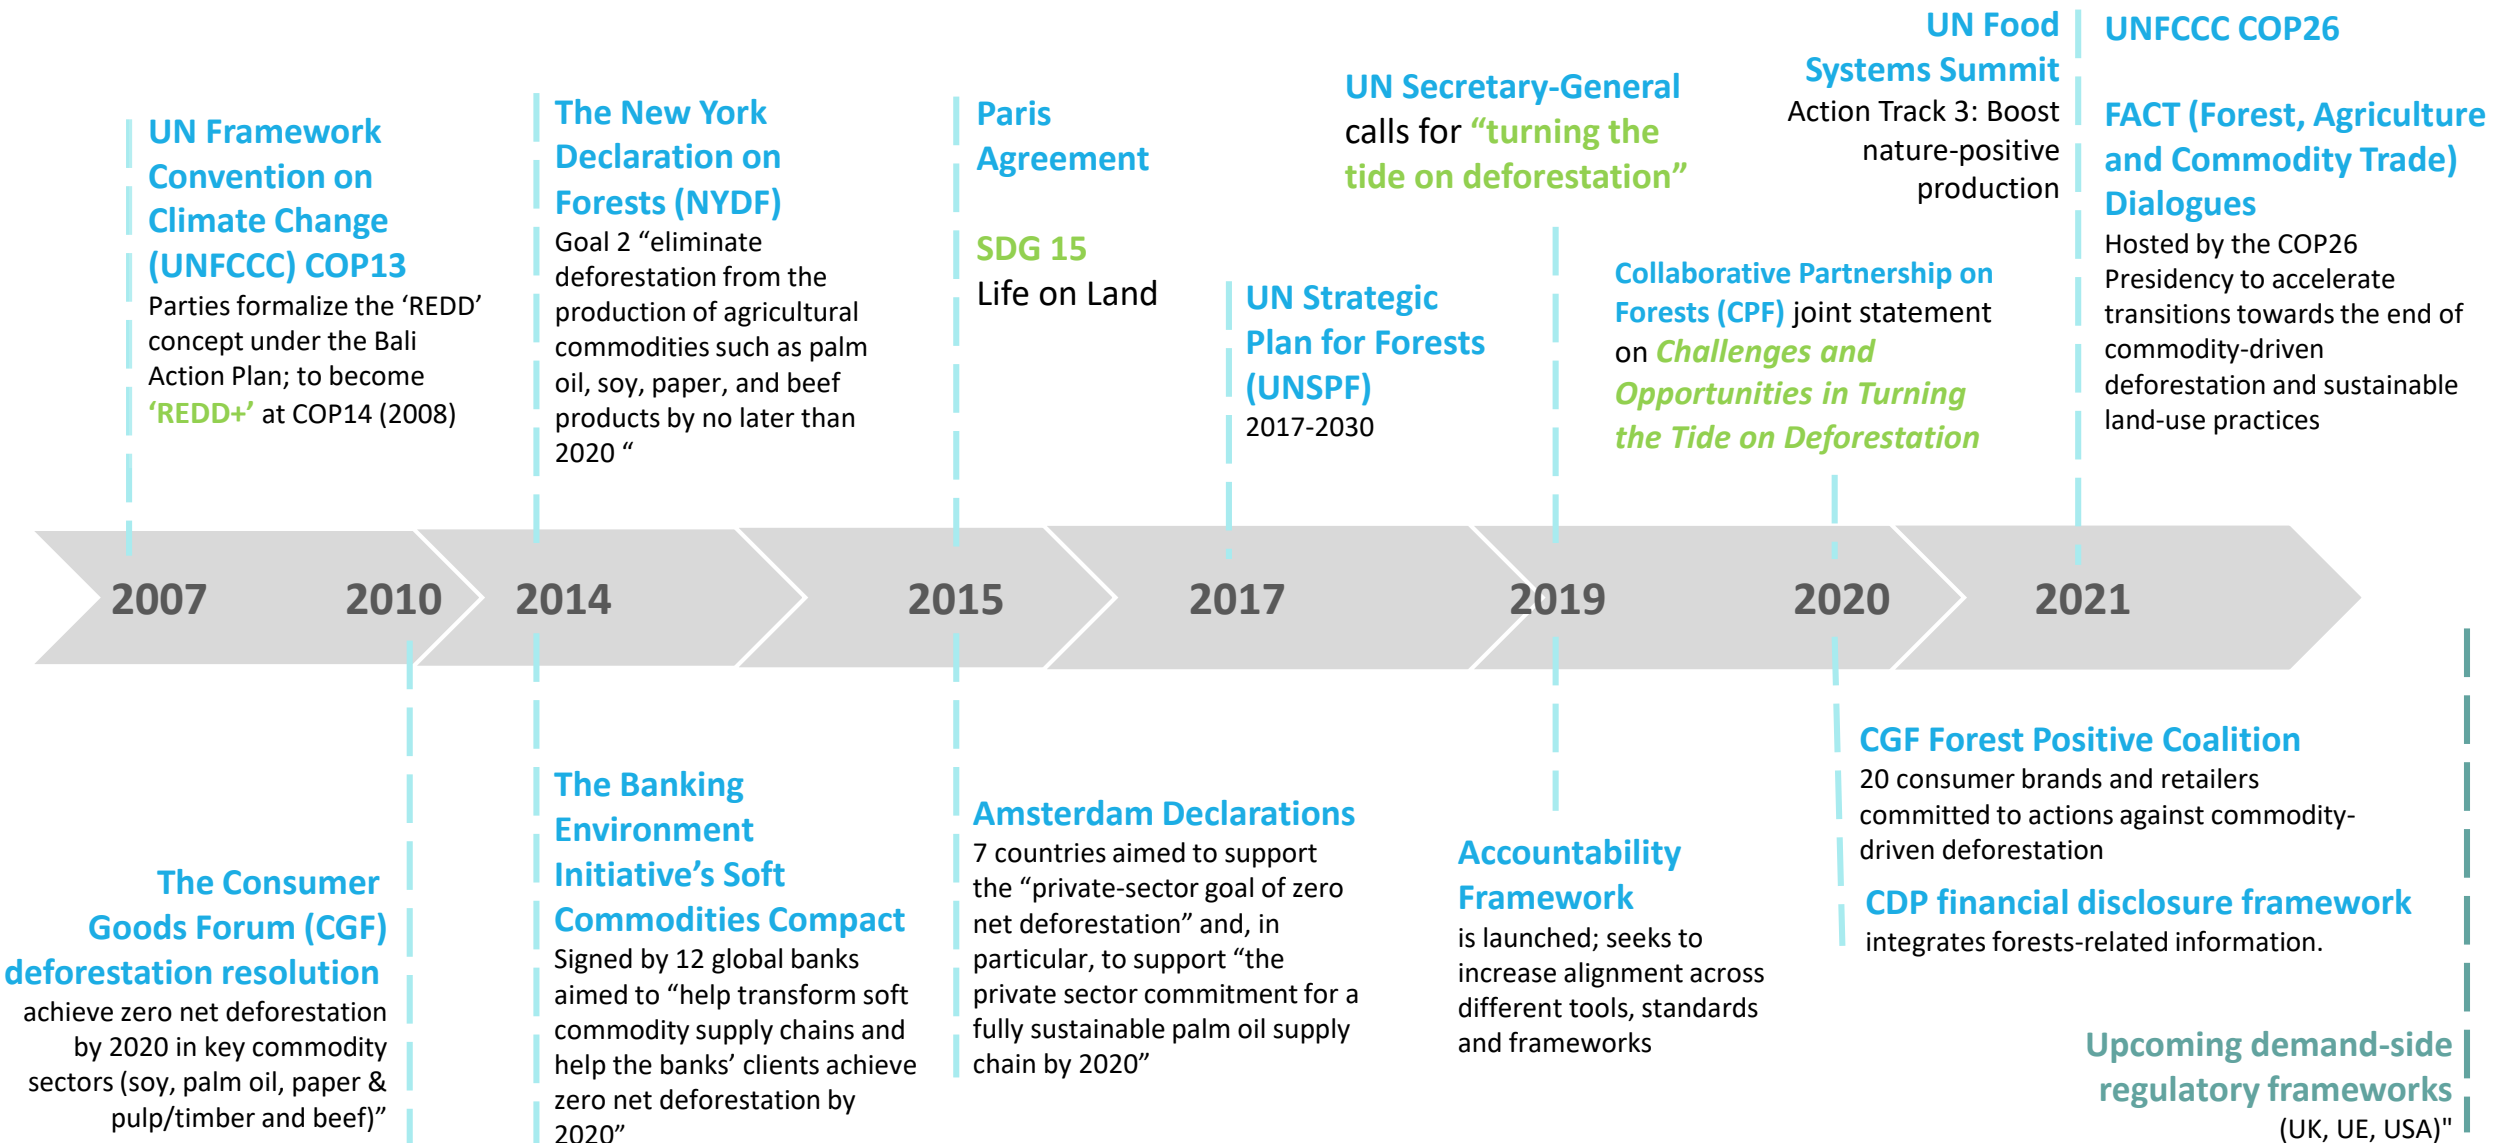 UN Framework
Convention on
Climate Change
(UNFCCC) COP13
Parties formalize the ‘REDD’
concept under the Bali
Action Plan; to become
‘REDD+’ at COP14 (2008)
The New York
Declaration on
Forests (NYDF)
Goal 2 “eliminate
deforestation from the
production of agricultural
commodities such as palm
oil, soy, paper, and beef
products by no later than
2020 “
Paris
Agreement
SDG 15
Life on Land
UN Strategic
Plan for Forests
(UNSPF)
2017-2030
UN Secretary-General
calls for “turning the
tide on deforestation”
Collaborative Partnership on
Forests (CPF) joint statement
on Challenges and
Opportunities in Turning
the Tide on Deforestation
UN Food
Systems Summit
Action Track 3: Boost
nature-positive
production
UNFCCC COP26
FACT (Forest, Agriculture
and Commodity Trade)
Dialogues
Hosted by the COP26
Presidency to accelerate
transitions towards the end of
commodity-driven
deforestation and sustainable
land-use practices
2007 2010 2014 2015 2017 2019 2020 2021
The Consumer
Goods Forum (CGF)
deforestation resolution
achieve zero net deforestation
by 2020 in key commodity
sectors (soy, palm oil, paper &
pulp/timber and beef)”
The Banking
Environment
Initiative’s Soft
Commodities Compact
Signed by 12 global banks
aimed to “help transform soft
commodity supply chains and
help the banks’ clients achieve
zero net deforestation by
2020”
Amsterdam Declarations
7 countries aimed to support
the “private-sector goal of zero
net deforestation” and, in
particular, to support “the
private sector commitment for a
fully sustainable palm oil supply
chain by 2020”
Accountability
Framework
is launched; seeks to
increase alignment across
different tools, standards
and frameworks
CGF Forest Positive Coalition
20 consumer brands and retailers
committed to actions against commodity-
driven deforestation
CDP financial disclosure framework
integrates forests-related information.
Upcoming demand-side
regulatory frameworks
(UK, UE, USA)"